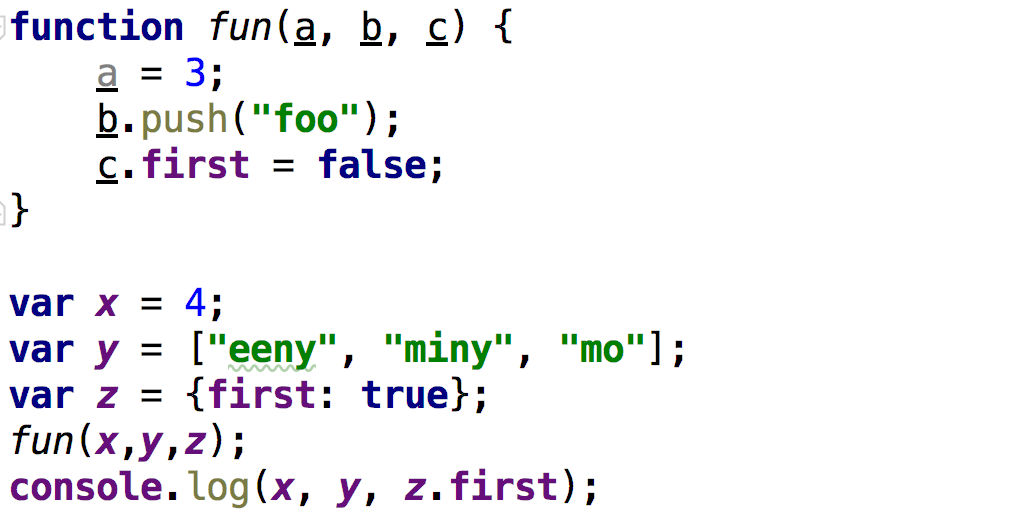 function fun(a, b, c) {
    a = 3;
    b.push("foo");
    c.first = false;
}

var x = 4;
var y = ["eeny", "miny", "mo"];
var z = {first: true};
fun(x,y,z);
console.log(x, y, z.first);